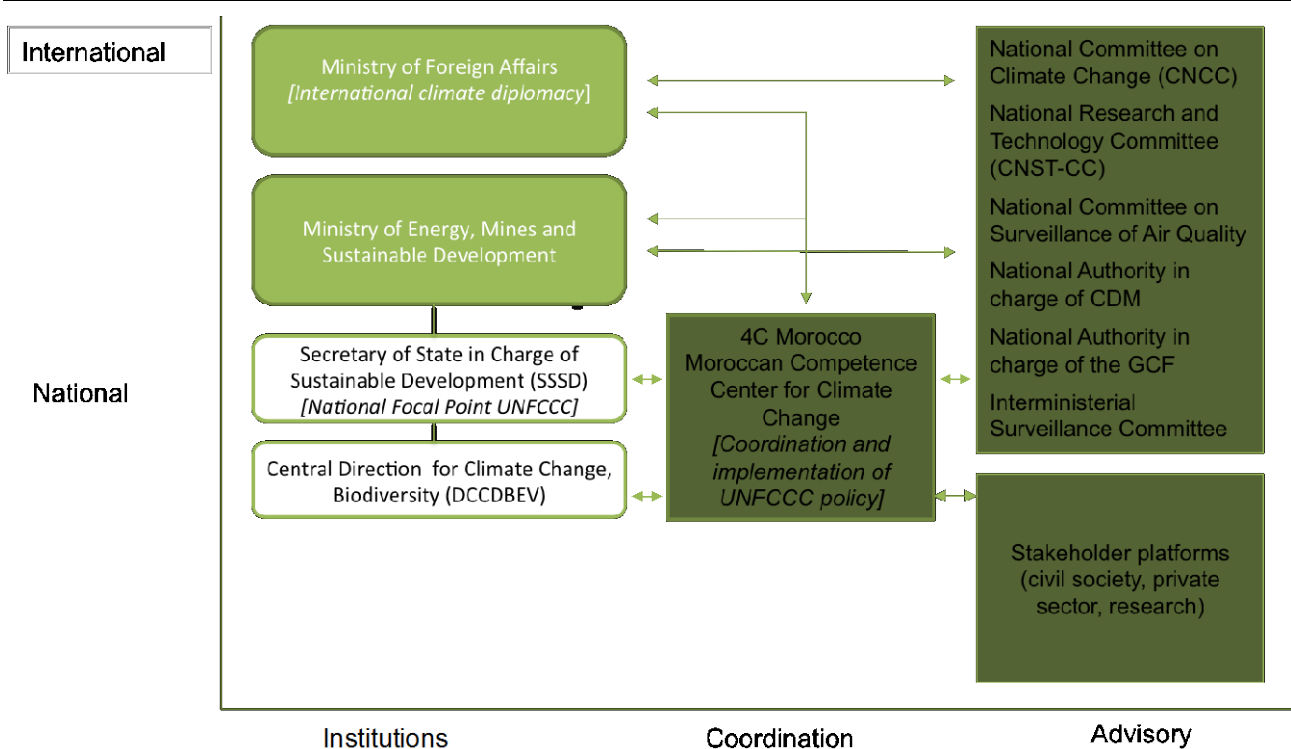 International
Ministry of Foreign Affairs
[International climate diplomacy]
Ministry of Energy, Mines and
Sustainable Development
National
Secretary of State in Charge of
Sustainable Development (SSSD)
[National Focal Point UNFCCC]
Central Direction for Climate Change,
Biodiversity (DCCDBEV)
4C Morocco
Moroccan Competence
Center for Climate
Change
[Coordination and
implementation of
UNFCCC policy]
National Committee on
Climate Change (CNCC)
National Research and
Technology Committee
(CNST-CC)
National Committee on
Surveillance of Air Quality
National Authority in
charge of CDM
National Authority in
charge of the GCF
Interministerial
Surveillance Committee
Stakeholder platforms
(civil society, private
sector, research)
Institutions
Coordination
Advisory